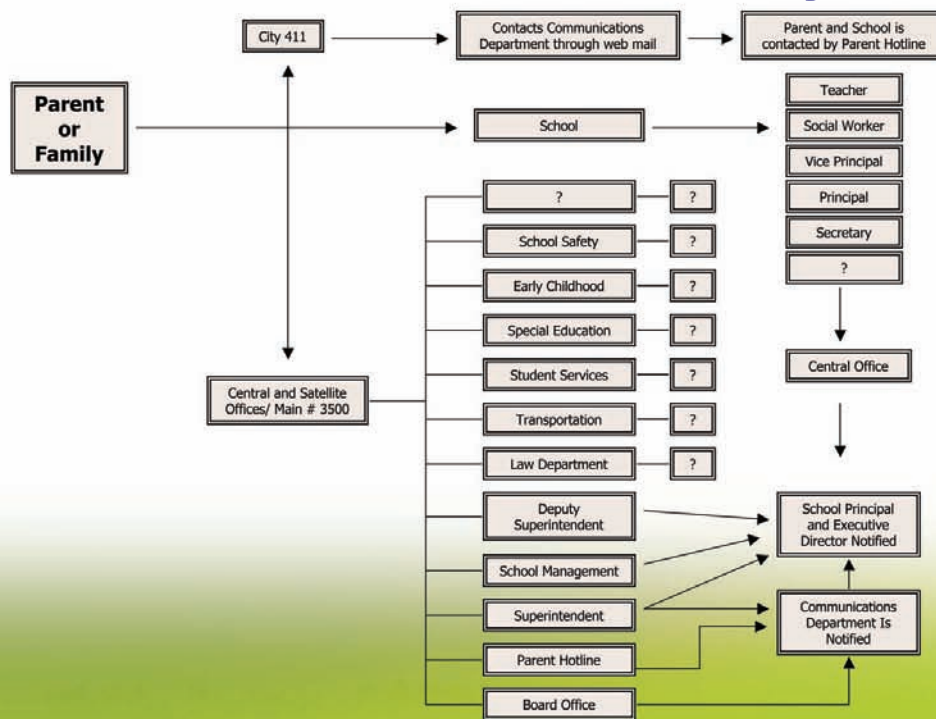 City 411
Contacts Communications
Department through web mail
Parent and School is
contacted by Parent Hotline
Parent
or
Family
School
Teacher
Social Worker
Vice Principal
Principal
Secretary
?
Central Office
Central and Satellite
Offices/ Main # 3500
?
?
School Safety
?
Early Childhood
?
Special Education
?
Student Services
?
Transportation
?
Law Department
?
Deputy
Superintendent
School Management
Superintendent
Parent Hotline
Board Office
School Principal
and Executive
Director Notified
Communications
Department Is
Notified